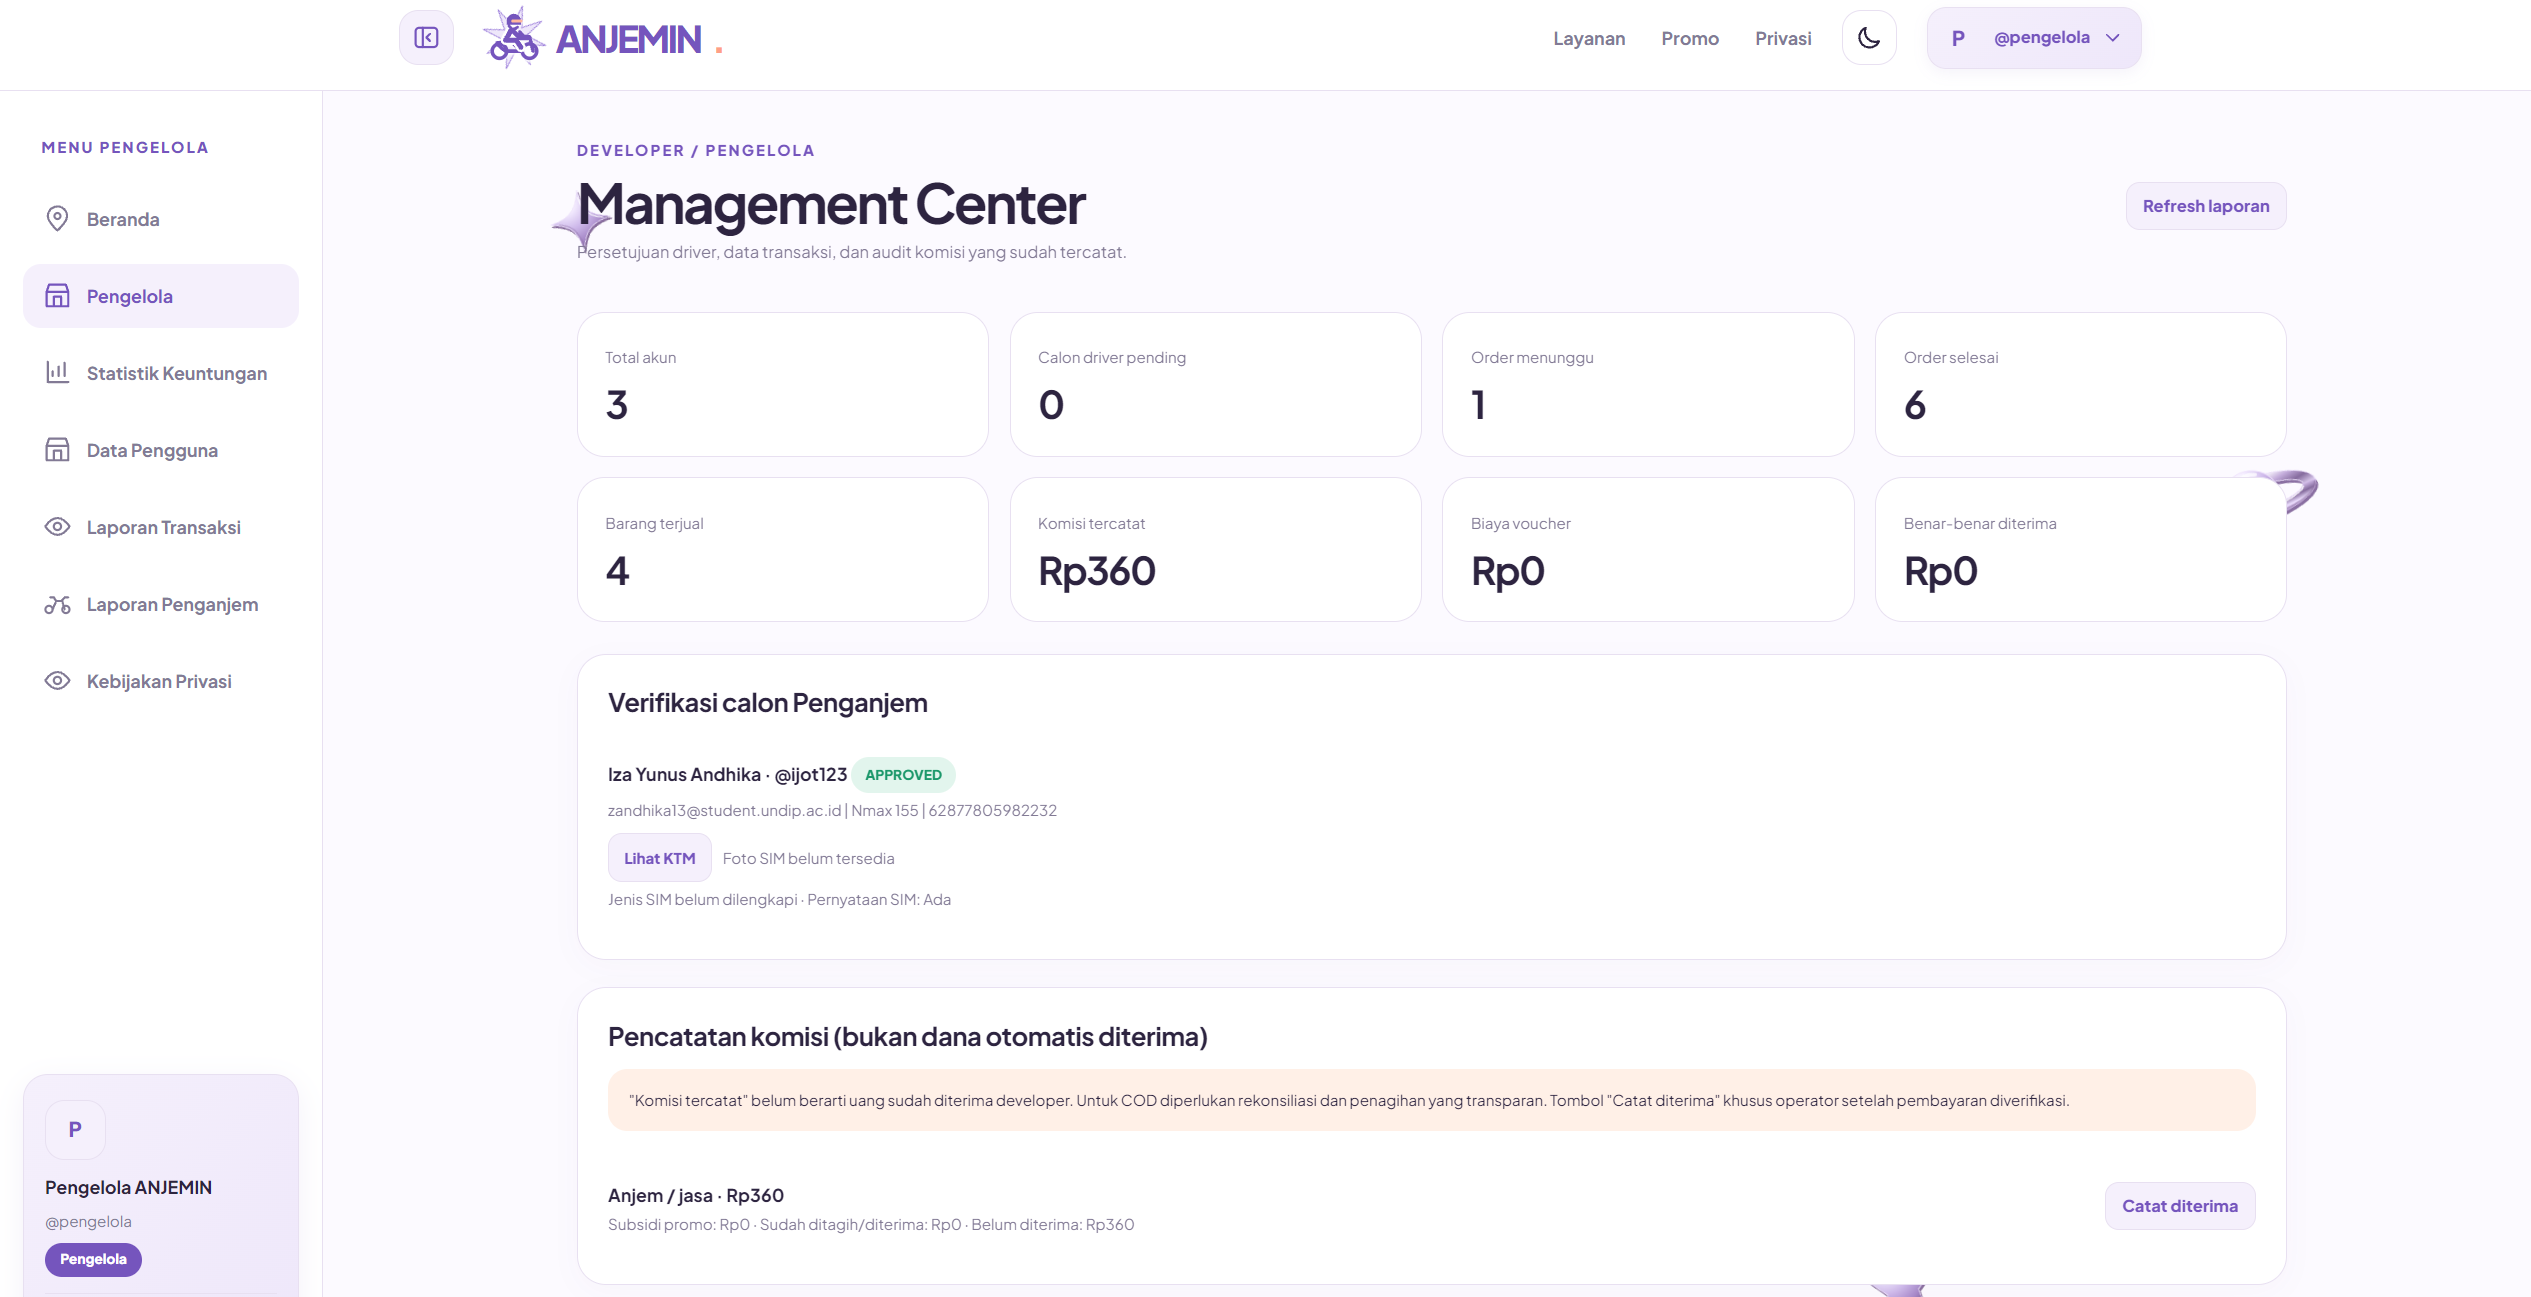 ANJEMIN .
Layanan
Promo
Privasi
P
@pengelola
MENU PENGELOLA
Beranda
Pengelola
Statistik Keuntungan
Data Pengguna
Laporan Transaksi
Laporan Penganjem
Kebijakan Privasi
P
Pengelola ANJEMIN
@pengelola
Pengelola
DEVELOPER / PENGELOLA
Management Center
Persetujuan driver, data transaksi, dan audit komisi yang sudah tercatat.
Refresh laporan
Total akun
3
Calon driver pending
0
Order menunggu
1
Order selesai
6
Barang terjual
4
Komisi tercatat
Rp360
Biaya voucher
Rp0
Benar-benar diterima
Rp0
Verifikasi calon Penganjem
Iza Yunus Andhika · @ijot123 APPROVED
zandhika13@student.undip.ac.id | Nmax 155 | 62877805982232
Lihat KTM Foto SIM belum tersedia
Jenis SIM belum dilengkapi · Pernyataan SIM: Ada
Pencatatan komisi (bukan dana otomatis diterima)
"Komisi tercatat" belum berarti uang sudah diterima developer. Untuk COD diperlukan rekonsiliasi dan penagihan yang transparan. Tombol "Catat diterima" khusus operator setelah pembayaran diverifikasi.
Anjem / jasa · Rp360
Subsidi promo: Rp0 · Sudah ditagih/diterima: Rp0 · Belum diterima: Rp360
Catat diterima